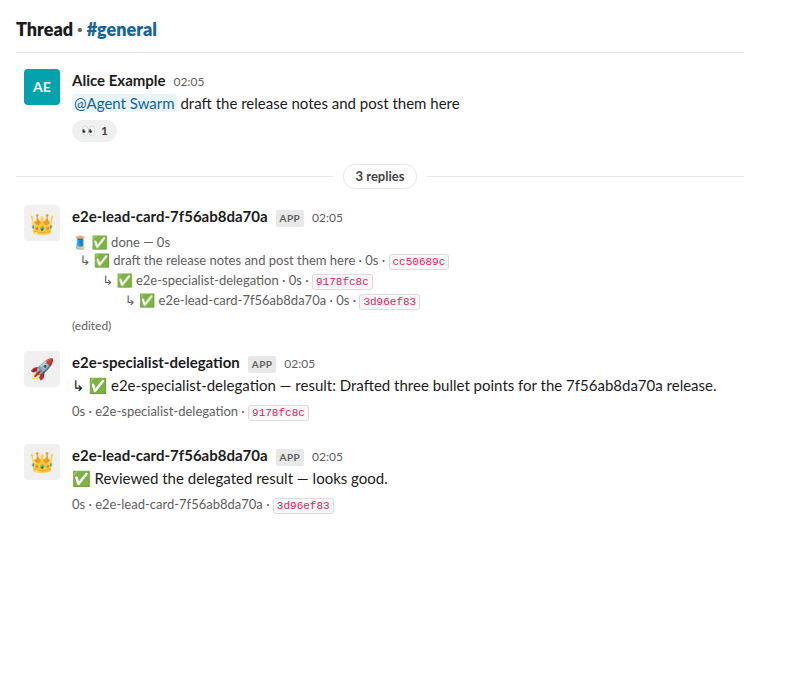 Thread • #general
AE
Alice Example 02:05
@Agent Swarm draft the release notes and post them here
👀 1
3 replies
e2e-lead-card-7f56ab8da70a APP 02:05
🧵 ✅ done — 0s
↳ ✅ draft the release notes and post them here · 0s · cc50689c
↳ ✅ e2e-specialist-delegation · 0s · 9178fc8c
↳ ✅ e2e-lead-card-7f56ab8da70a · 0s · 3d96ef83
(edited)
e2e-specialist-delegation APP 02:05
↳ ✅ e2e-specialist-delegation — result: Drafted three bullet points for the 7f56ab8da70a release.
0s · e2e-specialist-delegation · 9178fc8c
e2e-lead-card-7f56ab8da70a APP 02:05
✅ Reviewed the delegated result — looks good.
0s · e2e-lead-card-7f56ab8da70a · 3d96ef83